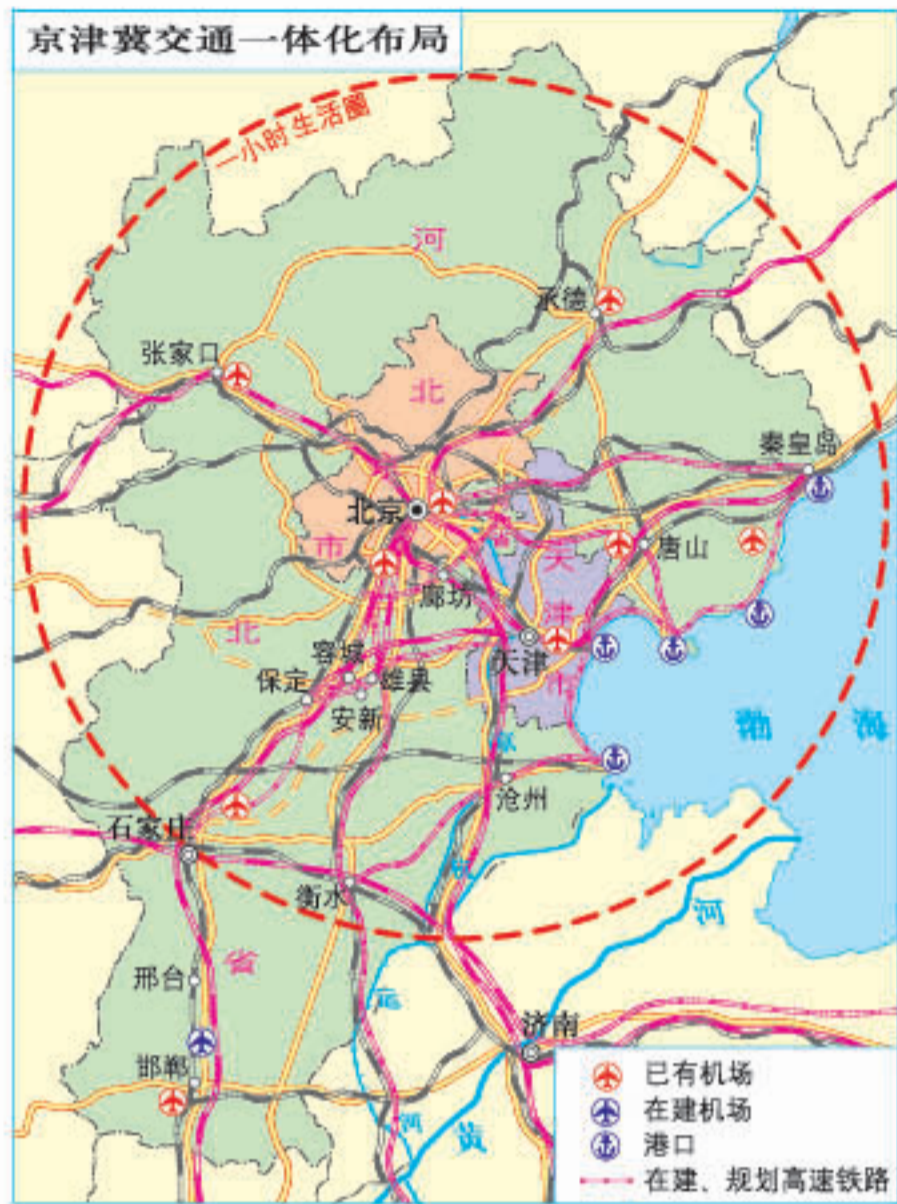 京津冀交通一体化布局
一小时生活圈
河
承德
张家口
北
秦皇岛
北京
市
唐山
天
廊坊
津
北
容城
天津
保定
雄县
市
安新
渤
海
京
沧州
石家庄
杭
衡水
河
省
邢台
运
济南
邯郸
河
黄
已有机场
在建机场
港口
在建、规划高速铁路